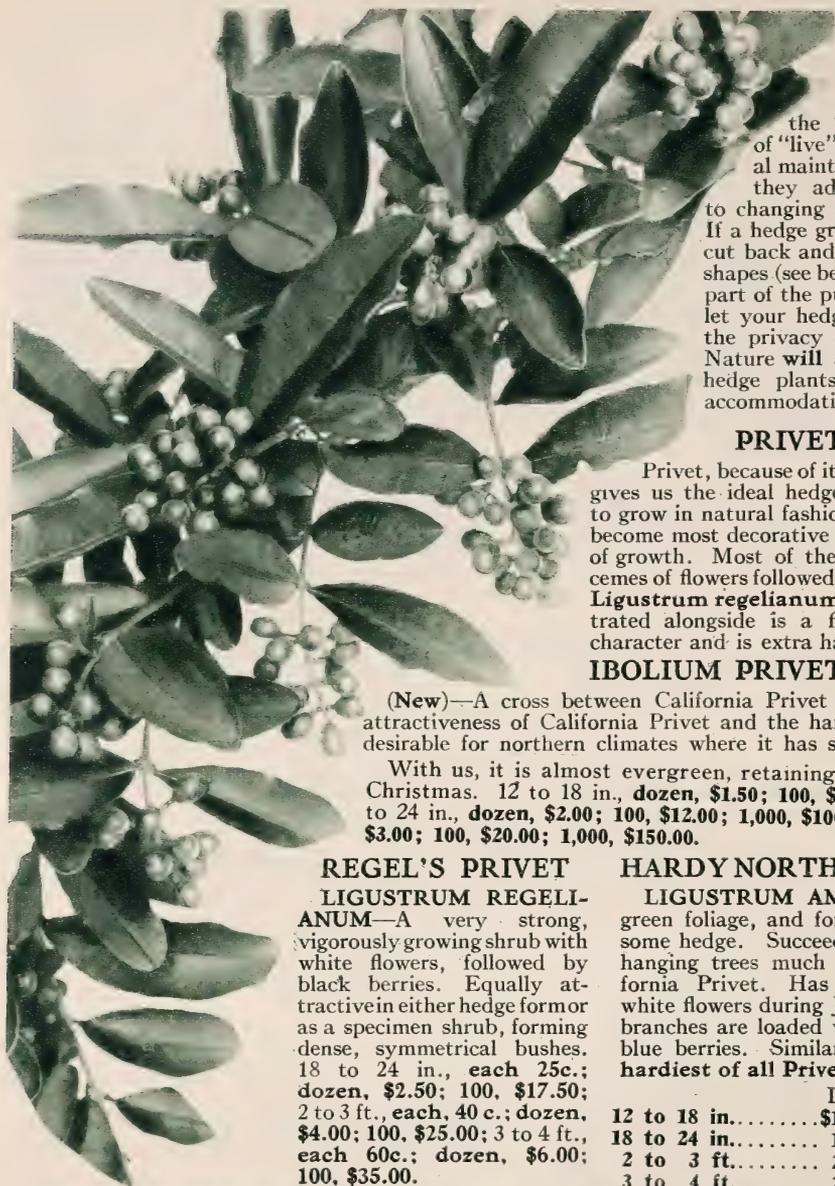 the
of "live"
al maint
they ad
to changing
If a hedge gr
cut back and
shapes (see be
part of the p
let your hedg
the privacy
Nature will
hedge plants
accommodati
PRIVET
Privet, because of it
gives us the ideal hedge
to grow in natural fashio
become most decorative
of growth. Most of the
cemes of flowers followed
Ligustrum regelianum
trated alongside is a f
character and is extra ha
IBOLIUM PRIVET
(New)—A cross between California Privet
attractiveness of California Privet and the ha
desirable for northern climates where it has s
With us, it is almost evergreen, retaining
Christmas. 12 to 18 in., dozen, $1.50; 100, $
to 24 in., dozen, $2.00; 100, $12.00; 1,000, $10
$3.00; 100, $20.00; 1,000, $150.00.
REGEL'S PRIVET
LIGUSTRUM REGELI-
ANUM—A very strong,
vigorously growing shrub with
white flowers, followed by
black berries. Equally at-
tractive in either hedge form or
as a specimen shrub, forming
dense, symmetrical bushes.
18 to 24 in., each 25c.;
dozen, $2.50; 100, $17.50;
2 to 3 ft., each, 40 c.; dozen,
$4.00; 100, $25.00; 3 to 4 ft.,
each 60c.; dozen, $6.00;
100, $35.00.
HARDY NORTH
LIGUSTRUM AM
green foliage, and fo
some hedge. Succee
hanging trees much
fornia Privet. Has
white flowers during
branches are loaded
blue berries. Simila
hardiest of all Prive
12 to 18 in.........$1
18 to 24 in.........
2 to 3 ft.........
3 to 4 ft.